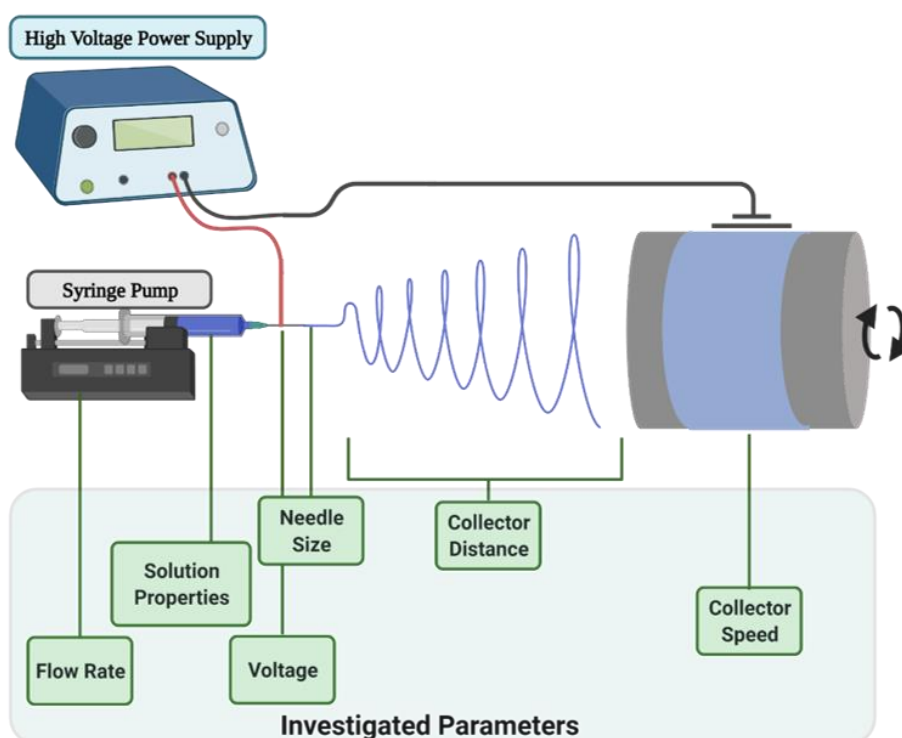 High Voltage Power Supply
Syringe Pump
Needle
Size
Collector
Distance
Solution
Properties
Collector
Speed
Flow Rate
Voltage
Investigated Parameters